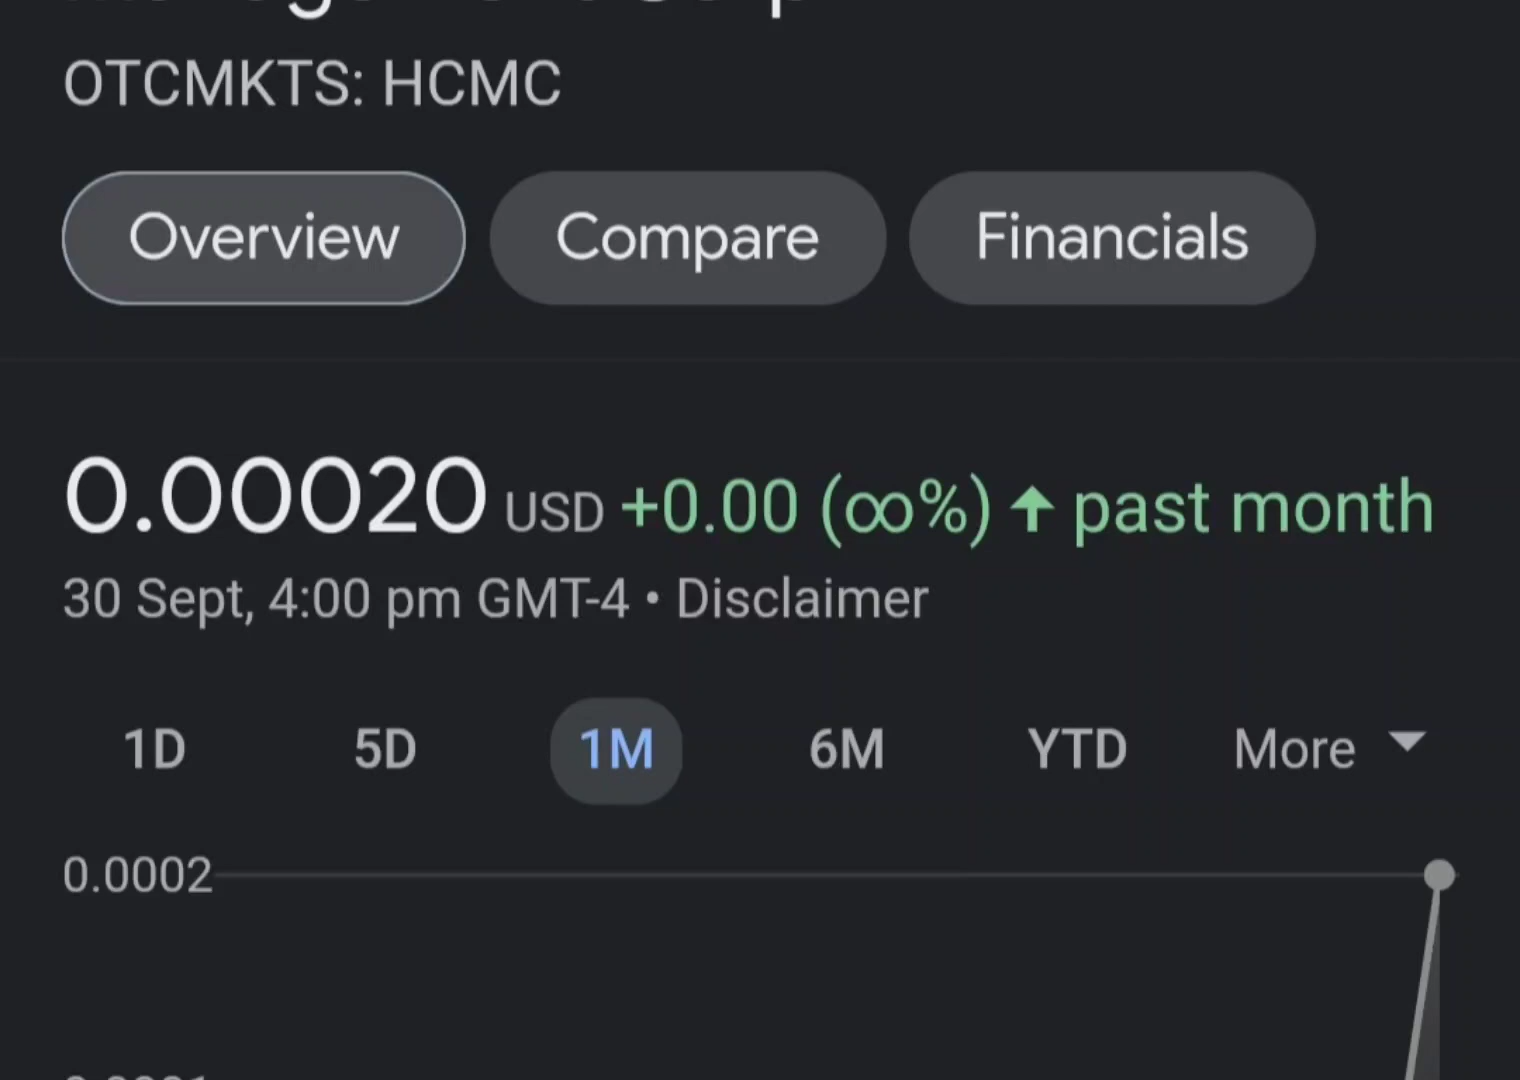 OTCMKTS: HCMC
Overview Compare Financials
0.00020 USD +0.00 (∞%) ↑ past month
30 Sept, 4:00 pm GMT-4 • Disclaimer
1D 5D 1M 6M YTD More
0.0002